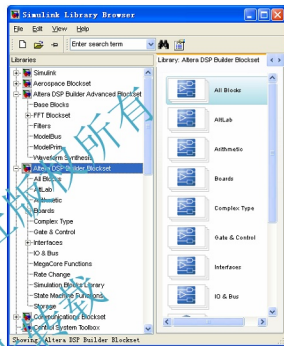 Simulink Library Browser
File Edit View Help
Enter search term
Libraries
Library: Altera DSP Builder Blockset
Simulink
Aerospace Blockset
Altera DSP Builder Advanced Blockset
Base Blocks
FFT Blockset
Filters
ModelBus
ModelPrim
Waveform Synthesis
Altera DSP Builder Blockset
All Blocks
AltLab
Arithmetic
Boards
Complex Type
Gate & Control
Interfaces
IO & Bus
MegaCore Functions
Rate Change
Simulation Blocks Library
State Machine Functions
Storage
Communications Blockset
Control System Toolbox
All Blocks
AltLab
Arithmetic
Boards
Complex Type
Gate & Control
Interfaces
IO & Bus
Showing: Altera DSP Builder Blockset
版权所有